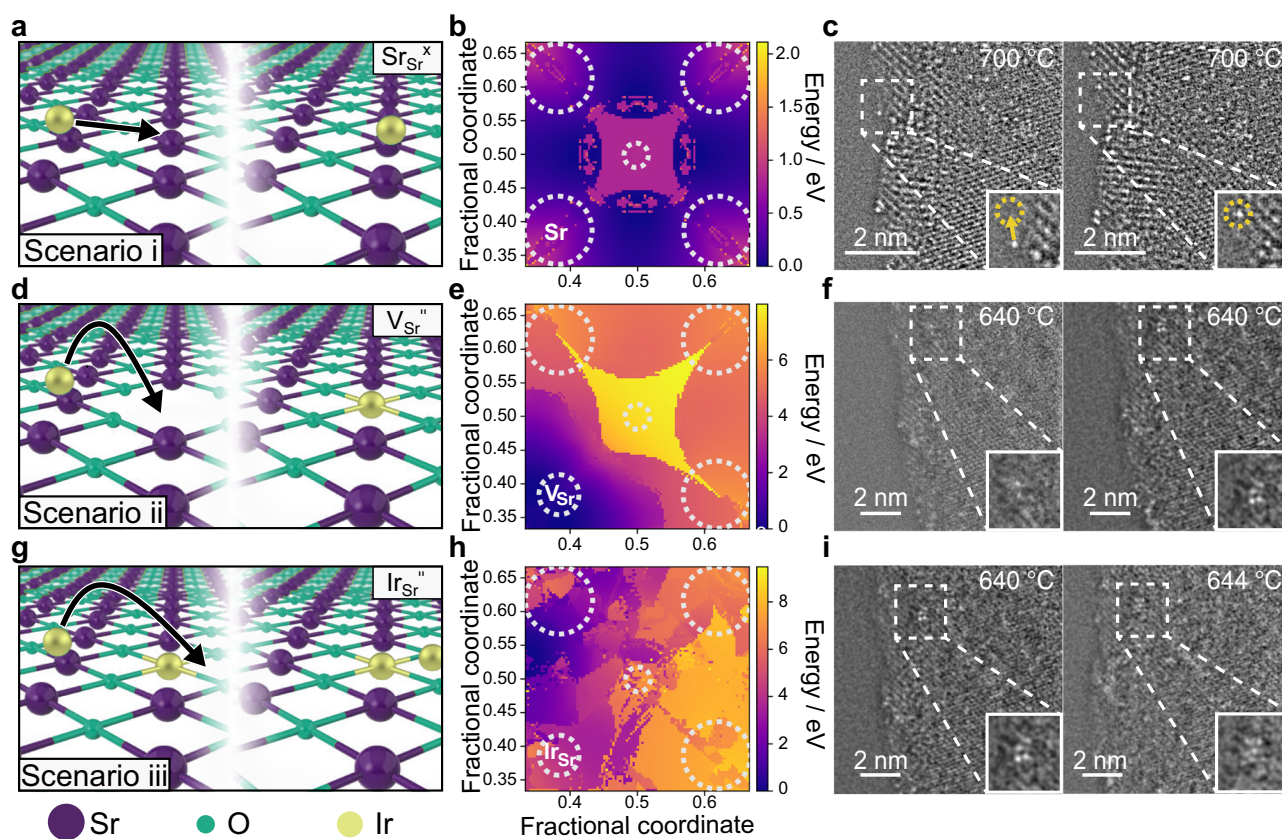 a
Sr_Sr^x
Scenario i
b
Fractional coordinate
0.65
0.60
0.55
0.50
0.45
0.40
0.35
Sr
0.4
0.5
0.6
2.0
1.5
1.0
0.5
0.0
Energy / eV
c
700 °C
2 nm
700 °C
2 nm
d
V_Sr''
Scenario ii
e
Fractional coordinate
0.65
0.60
0.55
0.50
0.45
0.40
0.35
V_Sr
0.4
0.5
0.6
6
4
2
0
Energy / eV
f
640 °C
2 nm
640 °C
2 nm
g
Ir_Sr''
Scenario iii
h
Fractional coordinate
0.65
0.60
0.55
0.50
0.45
0.40
0.35
Ir_Sr
0.4
0.5
0.6
Fractional coordinate
8
6
4
2
0
Energy / eV
i
640 °C
2 nm
644 °C
2 nm
Sr
O
Ir